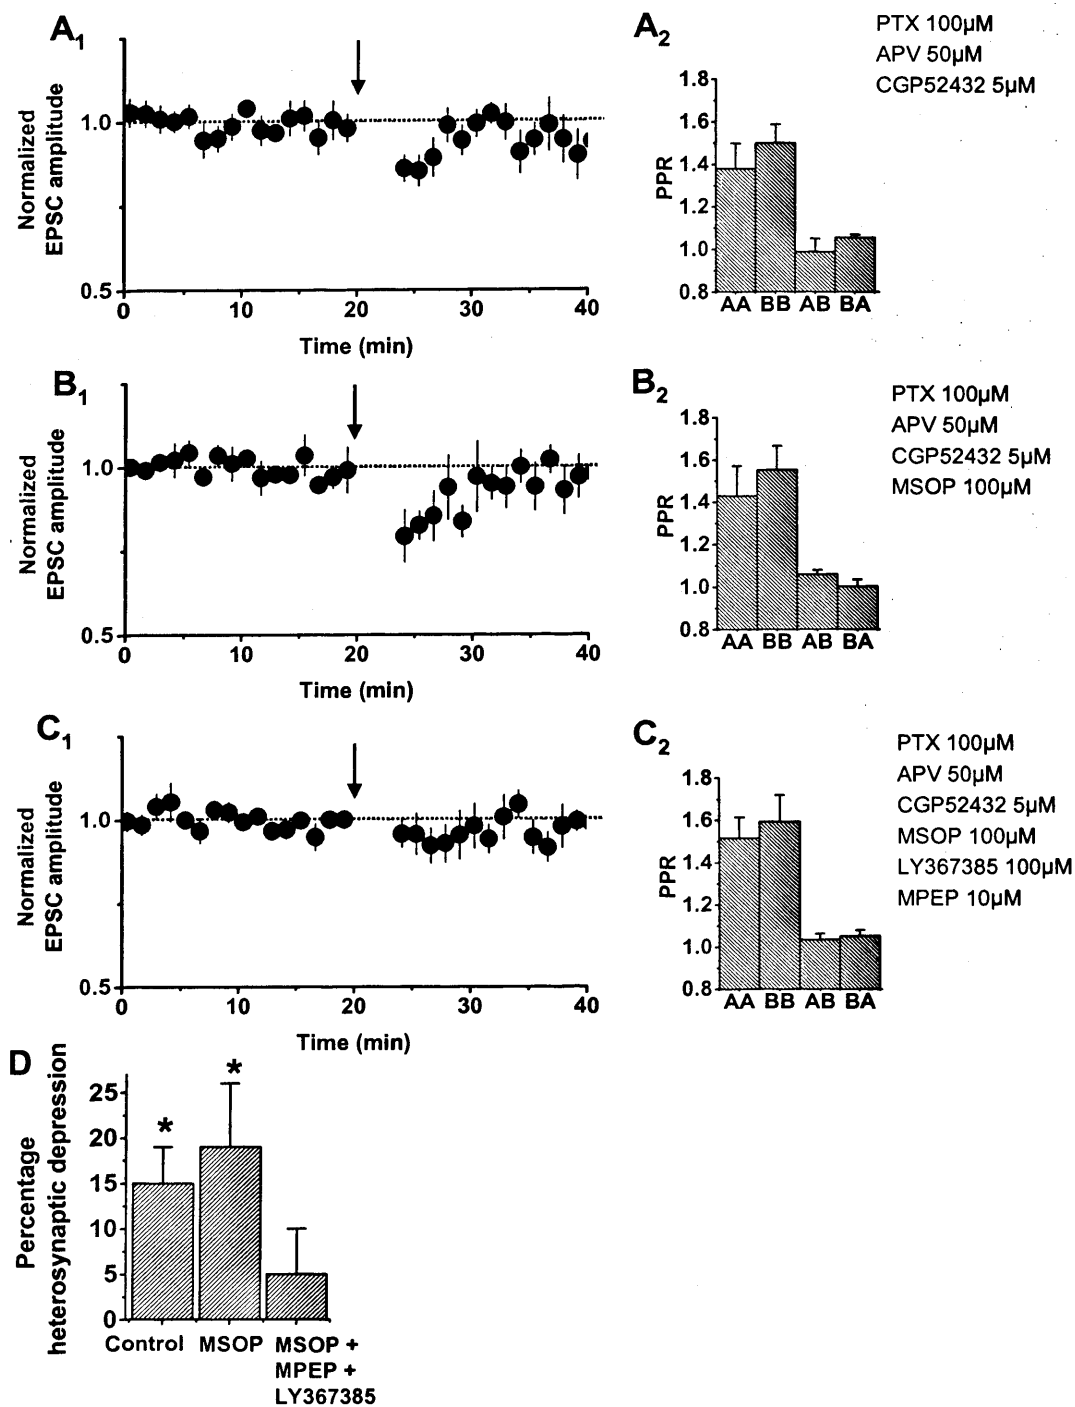 A1
Normalized
EPSC amplitude
1.0
0.5
0
10
20
30
40
Time (min)
A2
PTX 100µM
APV 50µM
CGP52432 5µM
PPR
1.8
1.6
1.4
1.2
1.0
0.8
AA BB AB BA
B1
Normalized
EPSC amplitude
1.0
0.5
0
10
20
30
40
Time (min)
B2
PTX 100µM
APV 50µM
CGP52432 5µM
MSOP 100µM
PPR
1.8
1.6
1.4
1.2
1.0
0.8
AA BB AB BA
C1
Normalized
EPSC amplitude
1.0
0.5
0
10
20
30
40
Time (min)
C2
PTX 100µM
APV 50µM
CGP52432 5µM
MSOP 100µM
LY367385 100µM
MPEP 10µM
PPR
1.8
1.6
1.4
1.2
1.0
0.8
AA BB AB BA
D
Percentage
heterosynaptic depression
25
20
15
10
5
0
*
*
Control
MSOP
MSOP +
MPEP +
LY367385